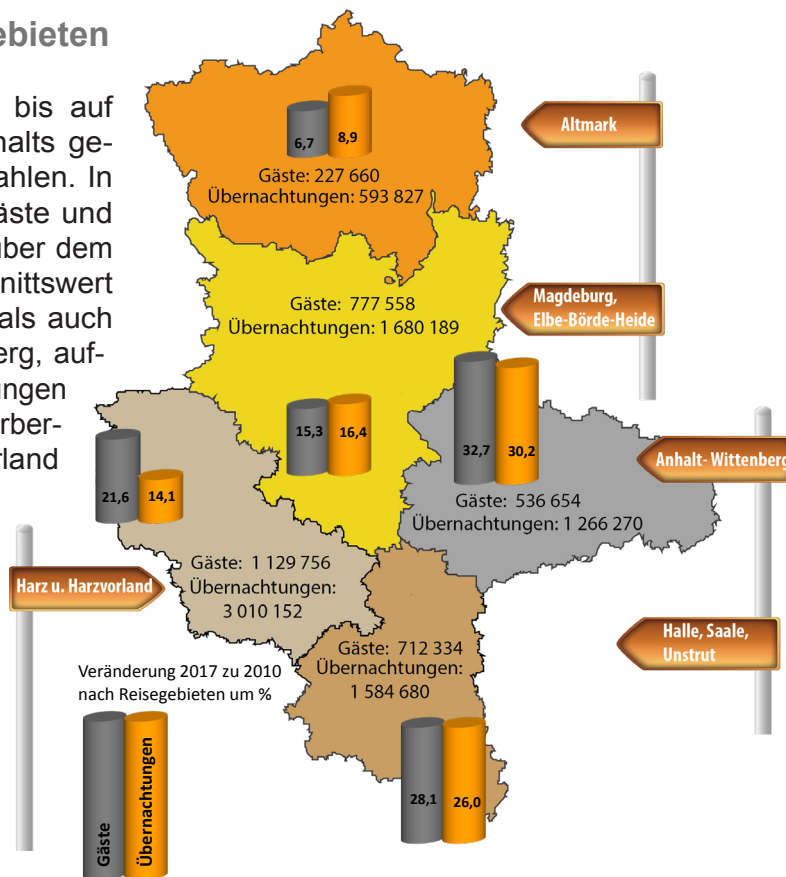 ebieten
bis auf
halts ge-
ahlen. In
äste und
über dem
nittswert
als auch
erg, auf-
ungen
rber-
rland
6,7
8,9
Gäste: 227 660
Übernachtungen: 593 827
Altmark
Gäste: 777 558
Übernachtungen: 1 680 189
Magdeburg,
Elbe-Börde-Heide
15,3
16,4
32,7
30,2
Gäste: 536 654
Übernachtungen: 1 266 270
Anhalt- Wittenberg
21,6
14,1
Gäste: 1 129 756
Übernachtungen:
3 010 152
Harz u. Harzvorland
Gäste: 712 334
Übernachtungen:
1 584 680
Halle, Saale,
Unstrut
28,1
26,0
Veränderung 2017 zu 2010
nach Reisegebieten um %
Gäste
Übernachtungen